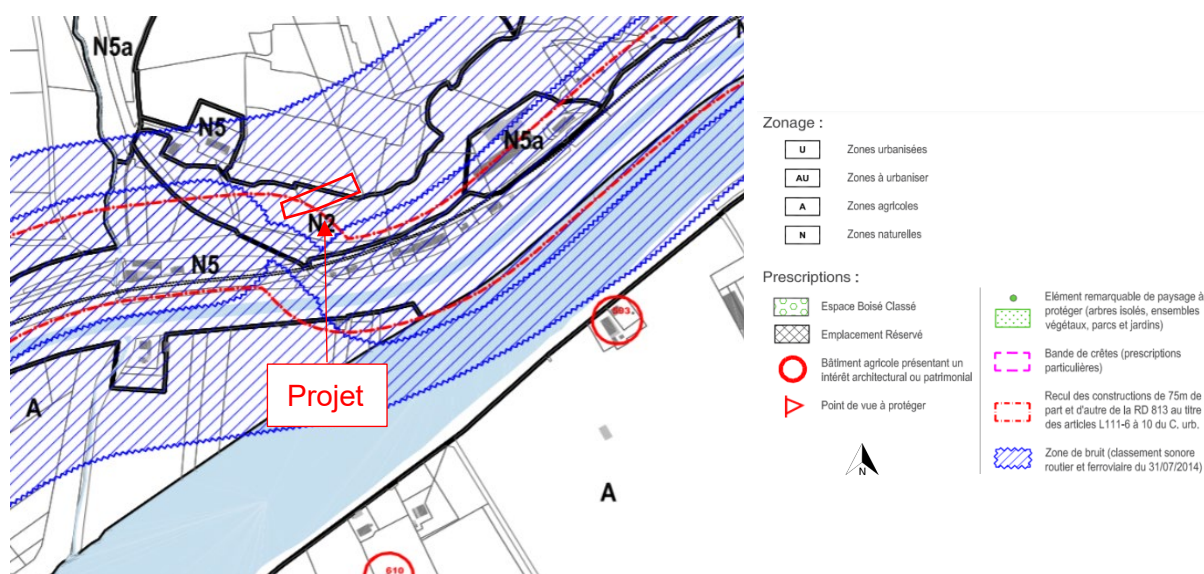 N5a
N5
N5a
N2
N5
Projet
A
A
593
610
Zonage :
U Zones urbanisées
AU Zones à urbaniser
A Zones agricoles
N Zones naturelles
Prescriptions :
Espace Boisé Classé
Emplacement Réservé
Bâtiment agricole présentant un
intérêt architectural ou patrimonial
Point de vue à protéger
N
Elément remarquable de paysage à
protéger (arbres isolés, ensembles
végétaux, parcs et jardins)
Bande de crêtes (prescriptions
particulières)
Recul des constructions de 75m de
part et d'autre de la RD 813 au titre
des articles L111-6 à 10 du C. urb.
Zone de bruit (classement sonore
routier et ferroviaire du 31/07/2014)